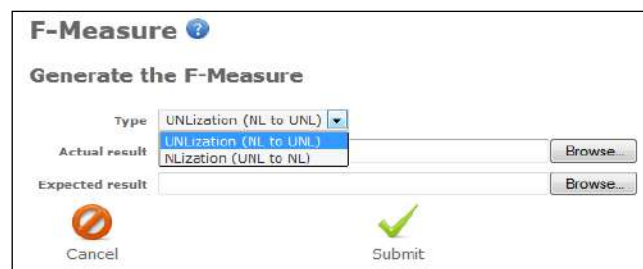 F-Measure ?
Generate the F-Measure
Type UNLization (NL to UNL)
UNLization (NL to UNL)
Actual result Browse...
NLization (UNL to NL)
Expected result Browse...
Cancel Submit